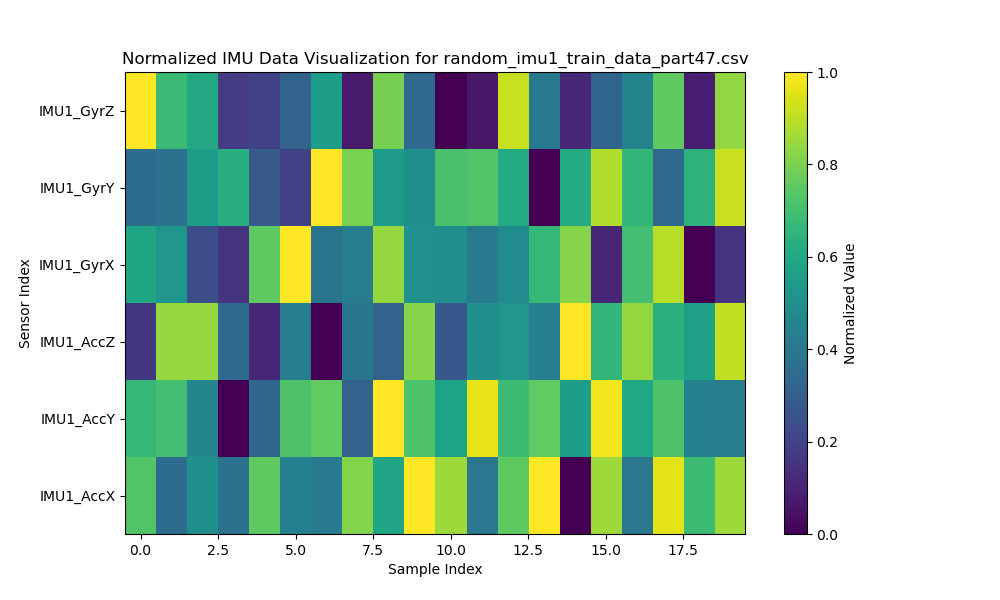 Normalized IMU Data Visualization for random_imu1_train_data_part47.csv
IMU1_GyrZ
IMU1_GyrY
IMU1_GyrX
IMU1_AccZ
IMU1_AccY
IMU1_AccX
Sensor Index
0.0 2.5 5.0 7.5 10.0 12.5 15.0 17.5
Sample Index
1.0
0.8
0.6
0.4
0.2
0.0
Normalized Value